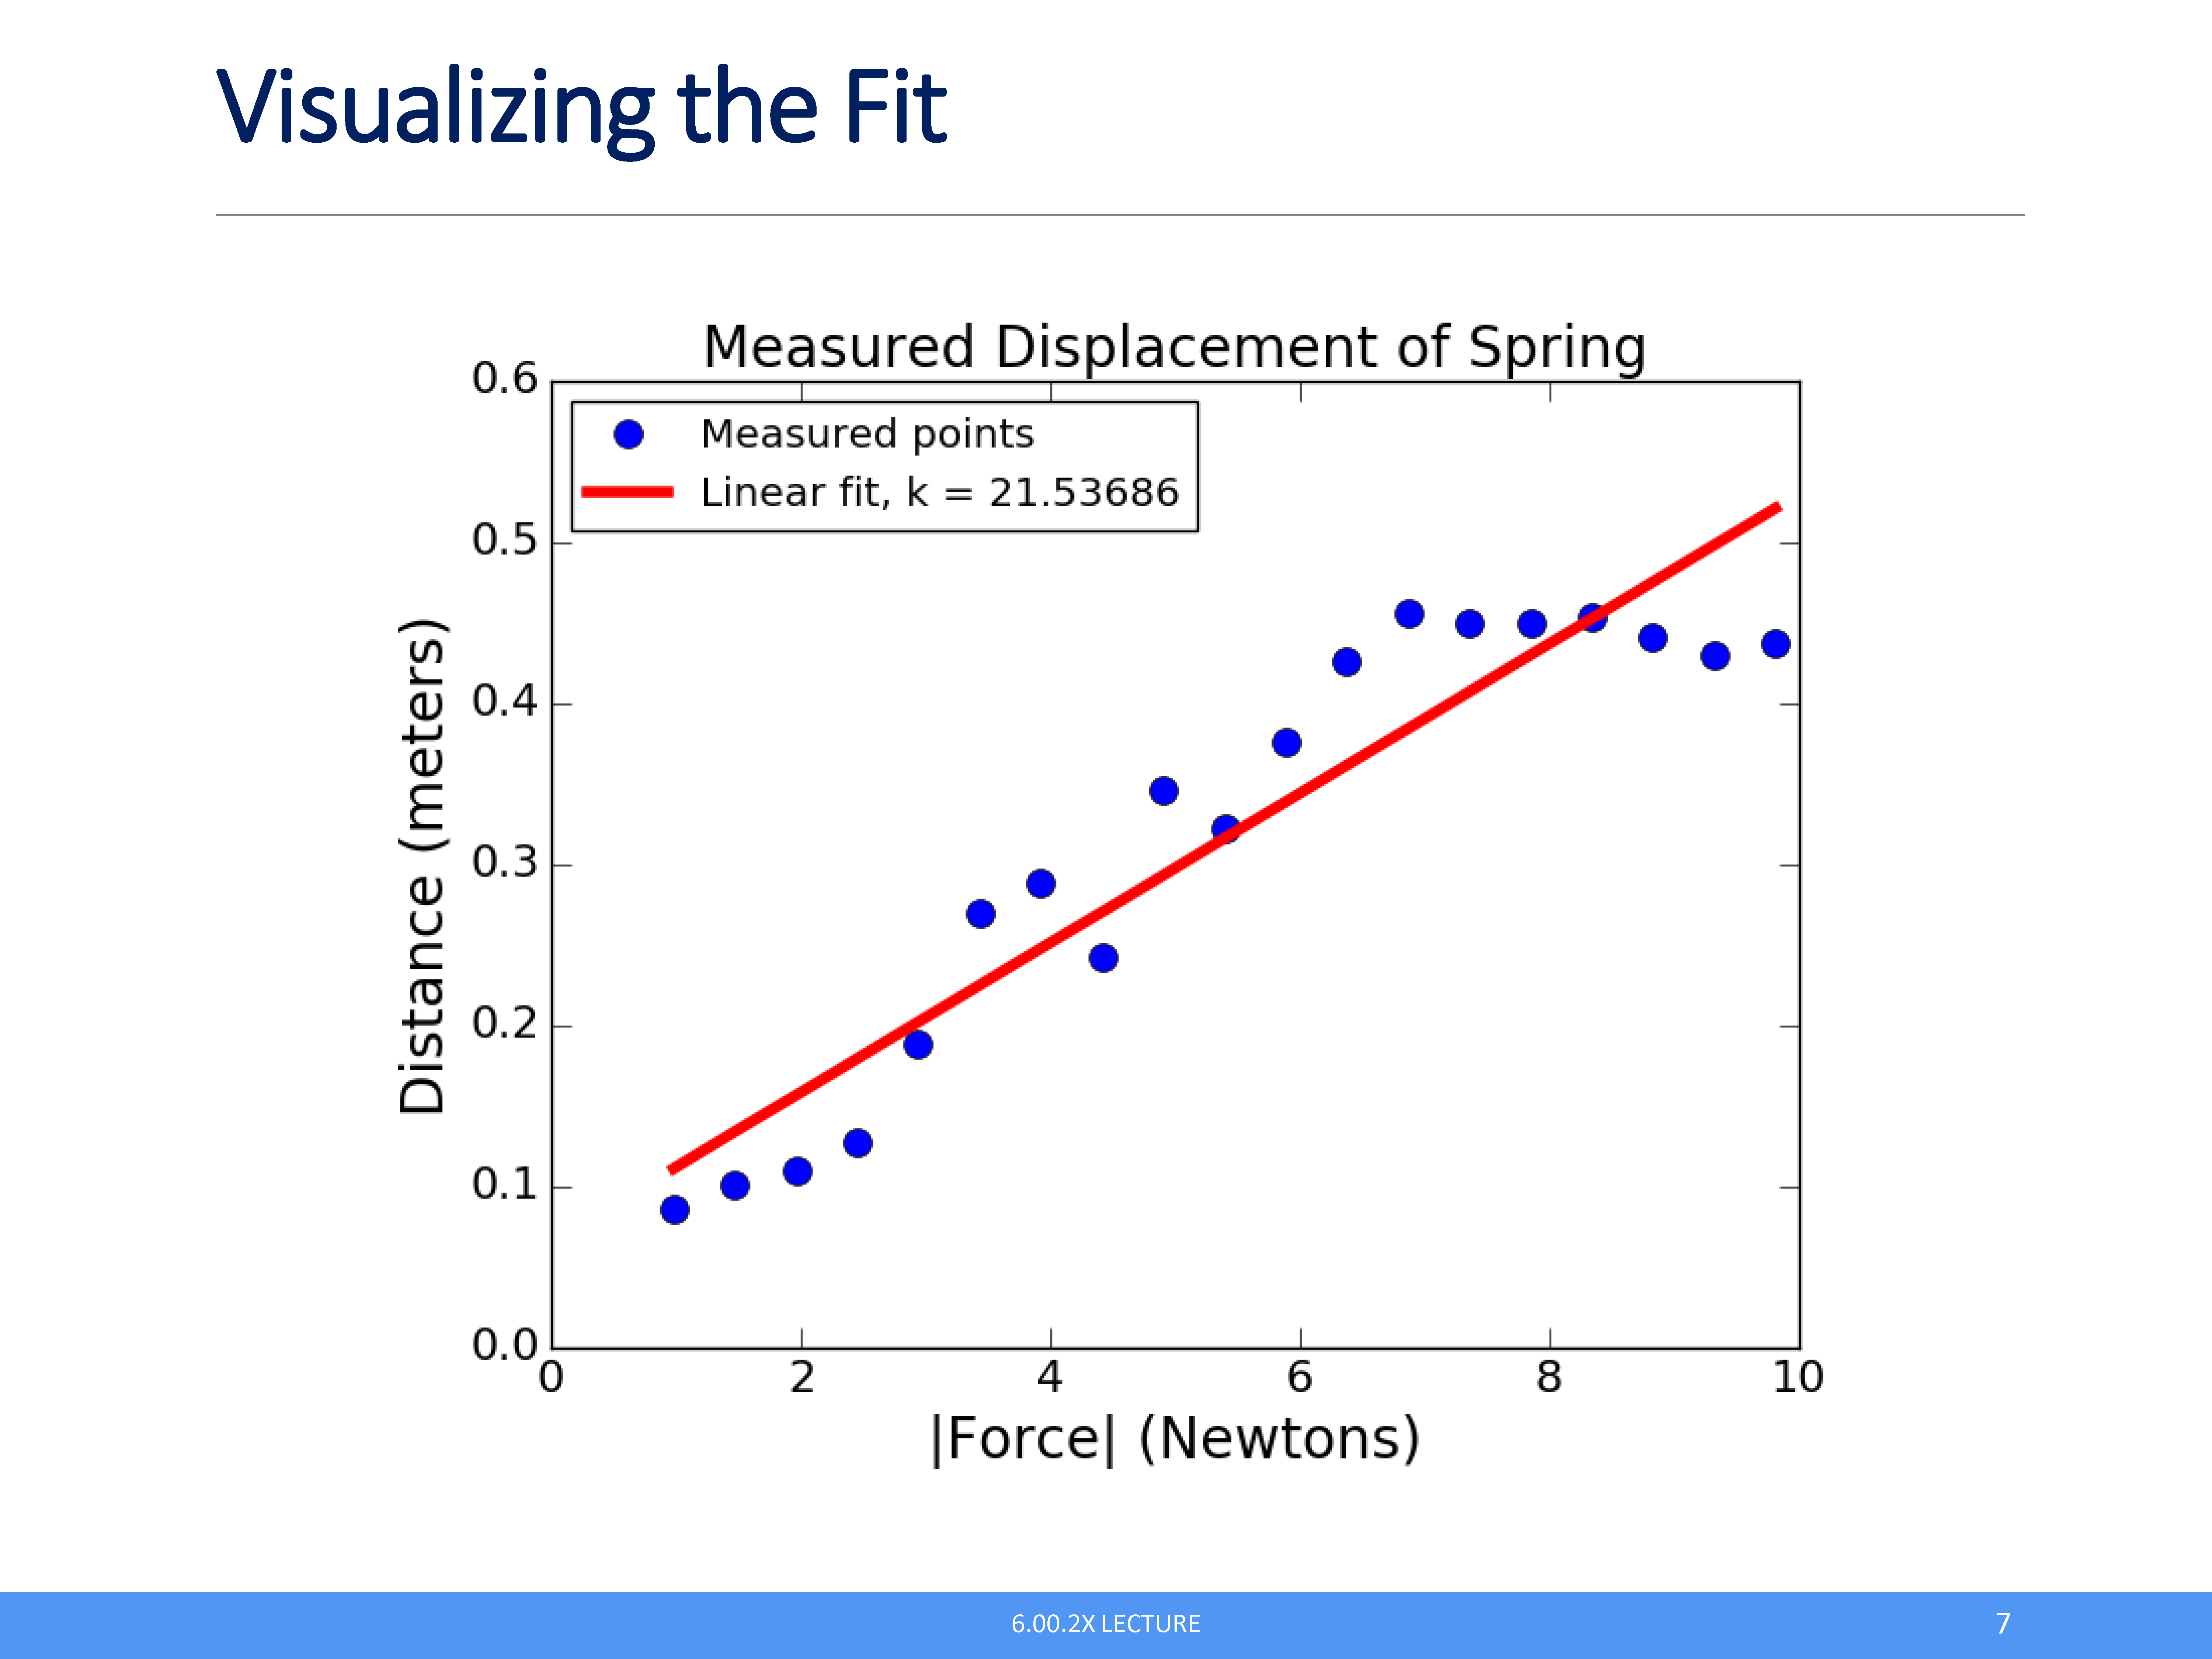 Visualizing the Fit
Measured Displacement of Spring
0.6
Measured points
Linear fit, k = 21.53686
0.5
0.4
0.3
0.2
0.1
0.0
Distance (meters)
0 2 4 6 8 10
|Force| (Newtons)
6.00.2X LECTURE 7